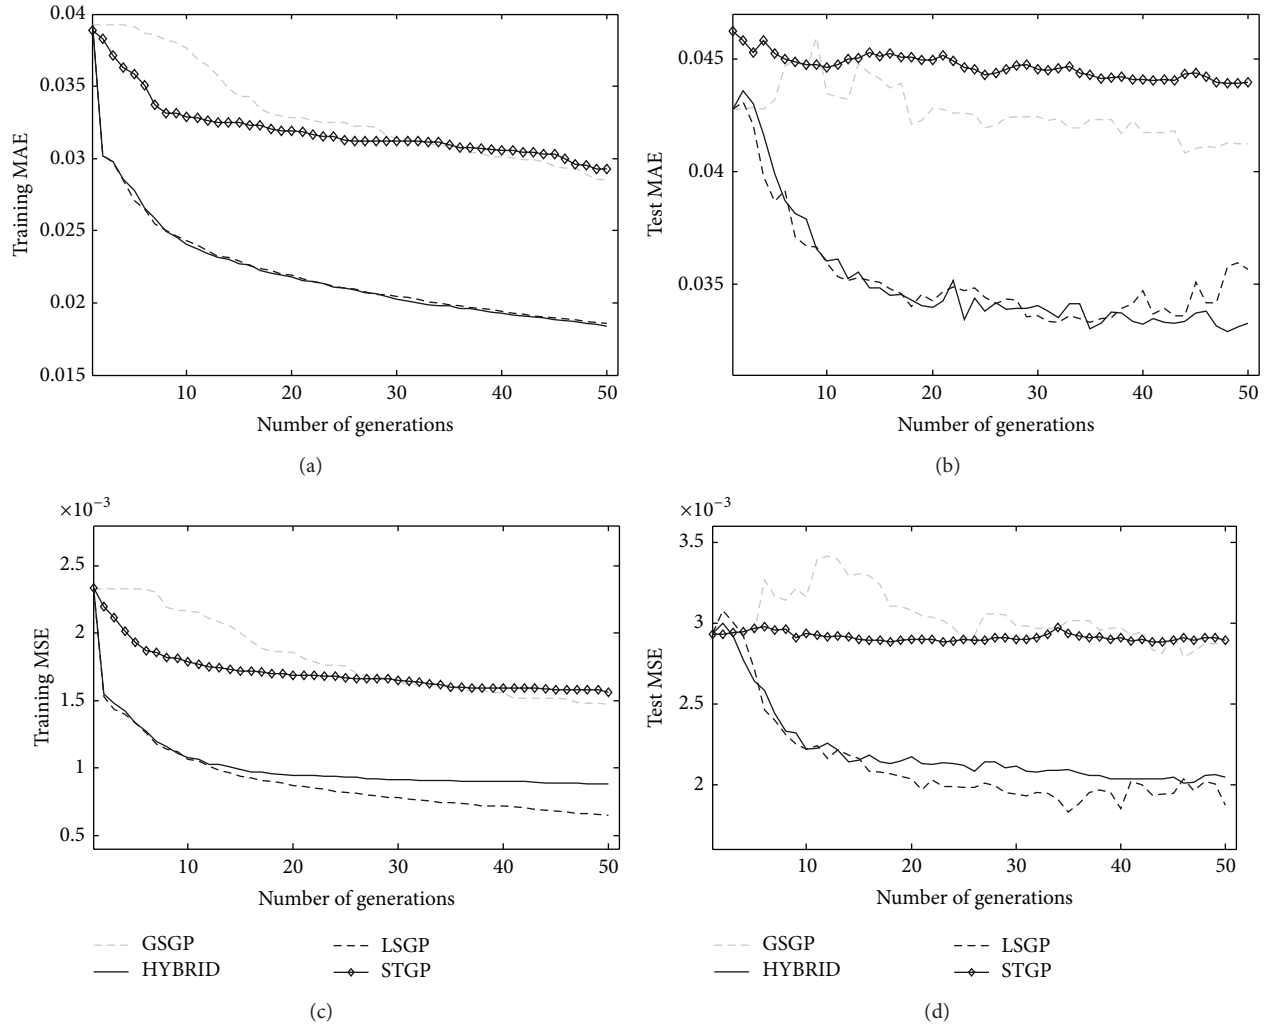 0.04
0.035
0.03
0.025
0.02
0.015
Training MAE
10 20 30 40 50
Number of generations
(a)
0.045
0.04
0.035
Test MAE
10 20 30 40 50
Number of generations
(b)
×10−3
2.5
2
1.5
1
0.5
Training MSE
10 20 30 40 50
Number of generations
GSGP LSGP
HYBRID STGP
(c)
×10−3
3.5
3
2.5
2
Test MSE
10 20 30 40 50
Number of generations
GSGP LSGP
HYBRID STGP
(d)